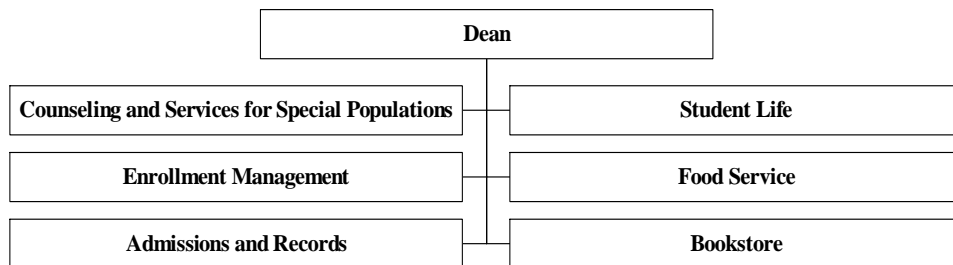 Dean
Counseling and Services for Special Populations
Student Life
Enrollment Management
Food Service
Admissions and Records
Bookstore